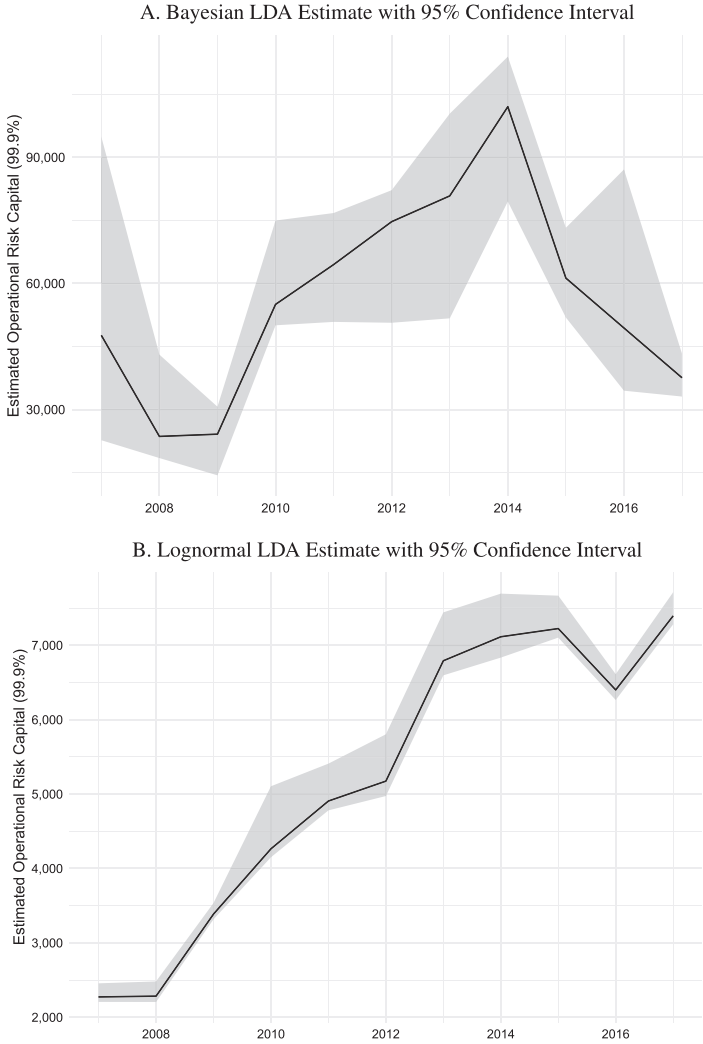 A. Bayesian LDA Estimate with 95% Confidence Interval
Estimated Operational Risk Capital (99.9%)
90,000
60,000
30,000
2008 2010 2012 2014 2016
B. Lognormal LDA Estimate with 95% Confidence Interval
Estimated Operational Risk Capital (99.9%)
7,000
6,000
5,000
4,000
3,000
2,000
2008 2010 2012 2014 2016